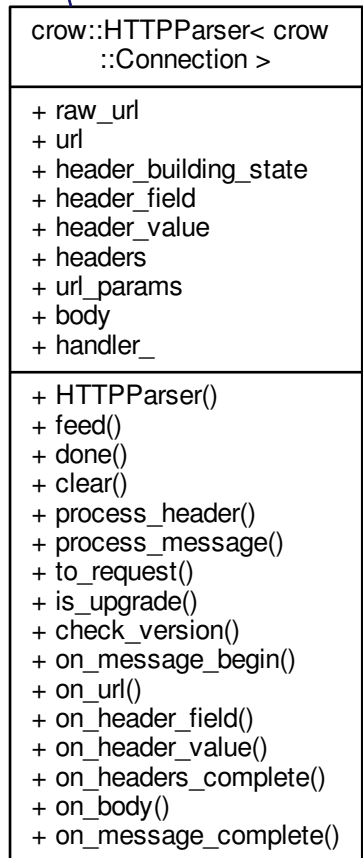 crow::HTTPParser< crow
::Connection >
+ raw_url
+ url
+ header_building_state
+ header_field
+ header_value
+ headers
+ url_params
+ body
+ handler_
+ HTTPParser()
+ feed()
+ done()
+ clear()
+ process_header()
+ process_message()
+ to_request()
+ is_upgrade()
+ check_version()
+ on_message_begin()
+ on_url()
+ on_header_field()
+ on_header_value()
+ on_headers_complete()
+ on_body()
+ on_message_complete()